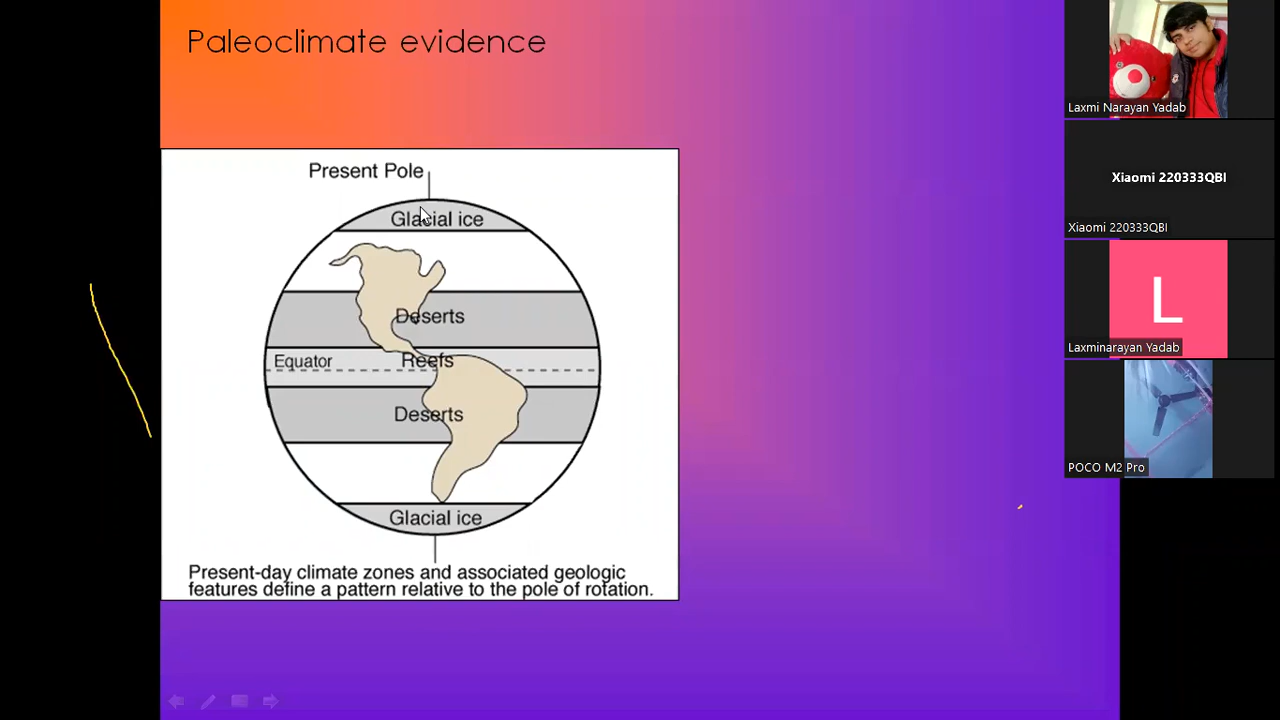 Paleoclimate evidence
Present Pole
Glacial ice
Deserts
Equator
Reefs
Deserts
Glacial ice
Present-day climate zones and associated geologic
features define a pattern relative to the pole of rotation.
Laxmi Narayan Yadab
Xiaomi 220333QBI
Xiaomi 220333QBI
L
Laxminarayan Yadab
POCO M2 Pro